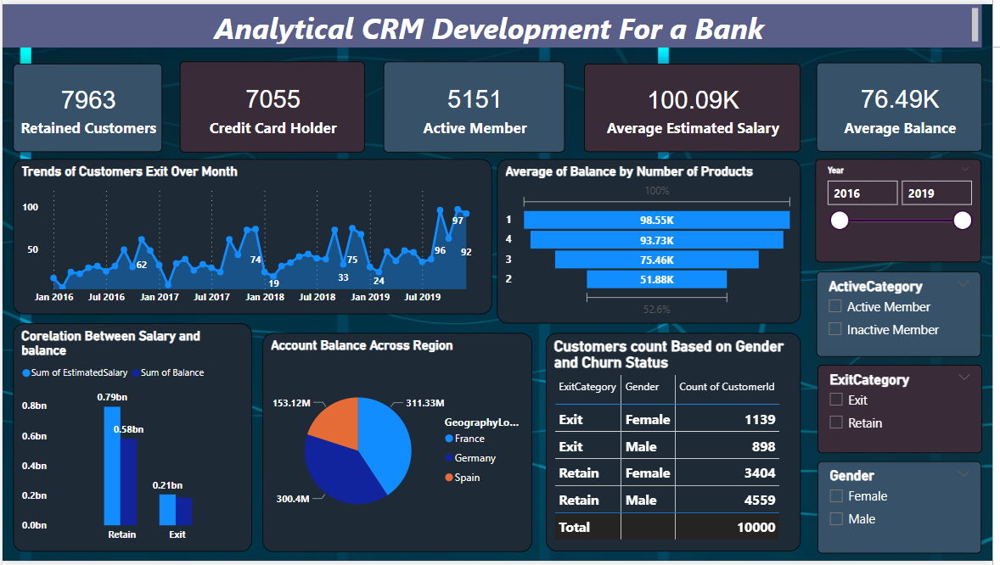 Analytical CRM Development For a Bank
7963
Retained Customers
7055
Credit Card Holder
5151
Active Member
100.09K
Average Estimated Salary
76.49K
Average Balance
Trends of Customers Exit Over Month
100
50
62
74
19
33
75
24
96
97
92
Jan 2016 Jul 2016 Jan 2017 Jul 2017 Jan 2018 Jul 2018 Jan 2019 Jul 2019
Average of Balance by Number of Products
100%
1 98.55K
4 93.73K
3 75.46K
2 51.88K
52.6%
Year
2016 2019
ActiveCategory
Active Member
Inactive Member
ExitCategory
Exit
Retain
Gender
Female
Male
Corelation Between Salary and
balance
Sum of EstimatedSalary Sum of Balance
0.8bn
0.6bn
0.4bn
0.2bn
0.0bn
0.79bn
0.58bn
0.21bn
Retain Exit
Account Balance Across Region
153.12M
311.33M
300.4M
GeographyLo...
France
Germany
Spain
Customers count Based on Gender
and Churn Status
ExitCategory Gender Count of CustomerId
Exit Female 1139
Exit Male 898
Retain Female 3404
Retain Male 4559
Total 10000